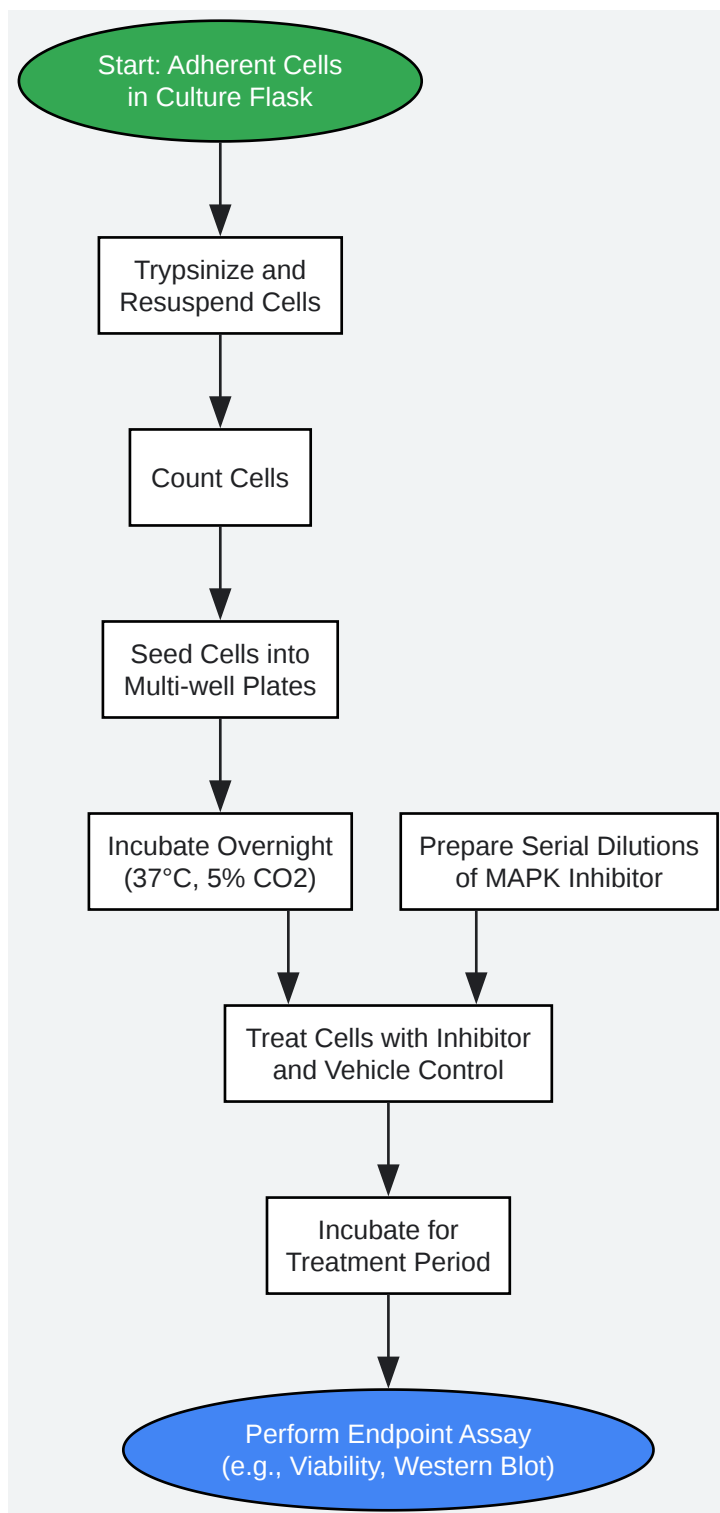 Start: Adherent Cells
in Culture Flask
Trypsinize and
Resuspend Cells
Count Cells
Seed Cells into
Multi-well Plates
Incubate Overnight
(37°C, 5% CO2)
Prepare Serial Dilutions
of MAPK Inhibitor
Treat Cells with Inhibitor
and Vehicle Control
Incubate for
Treatment Period
Perform Endpoint Assay
(e.g., Viability, Western Blot)